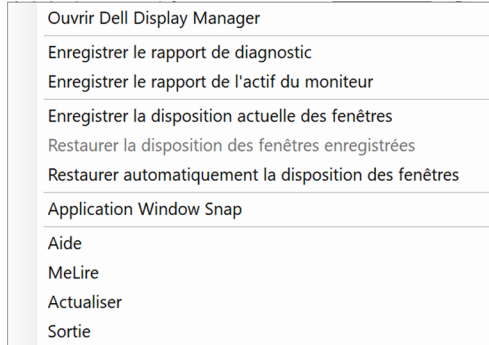 Ouvrir Dell Display Manager
Enregistrer le rapport de diagnostic
Enregistrer le rapport de l'actif du moniteur
Enregistrer la disposition actuelle des fenêtres
Restaurer la disposition des fenêtres enregistrées
Restaurer automatiquement la disposition des fenêtres
Application Window Snap
Aide
MeLire
Actualiser
Sortie